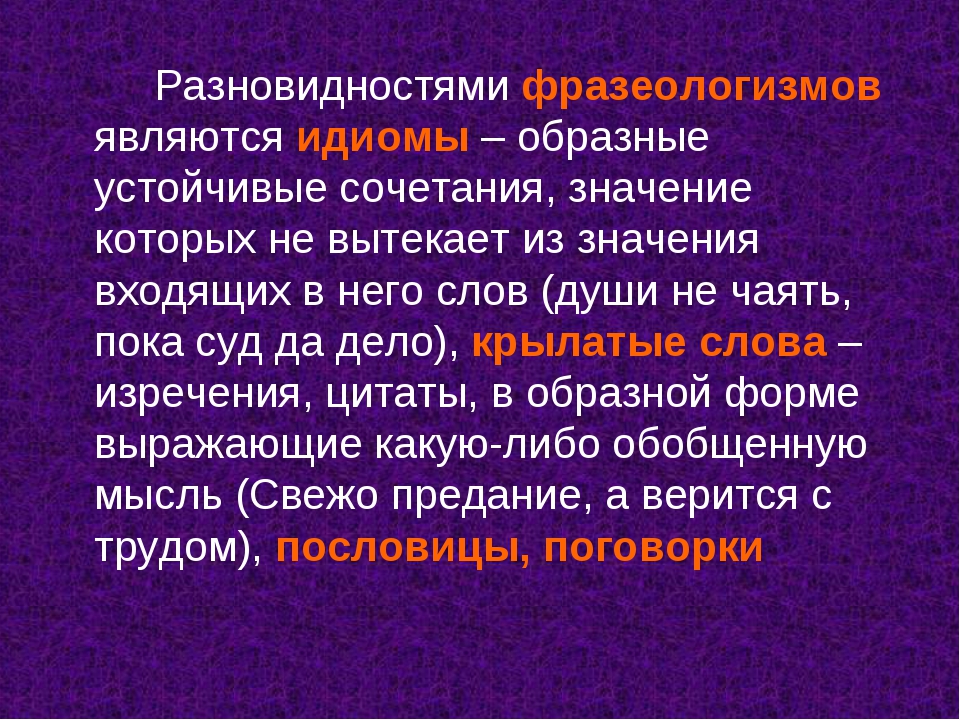 Разновидностями фразеологизмов
являются идиомы – образные
устойчивые сочетания, значение
которых не вытекает из значения
входящих в него слов (души не чаять,
пока суд да дело), крылатые слова –
изречения, цитаты, в образной форме
выражающие какую-либо обобщенную
мысль (Свежо предание, а верится с
трудом), пословицы, поговорки